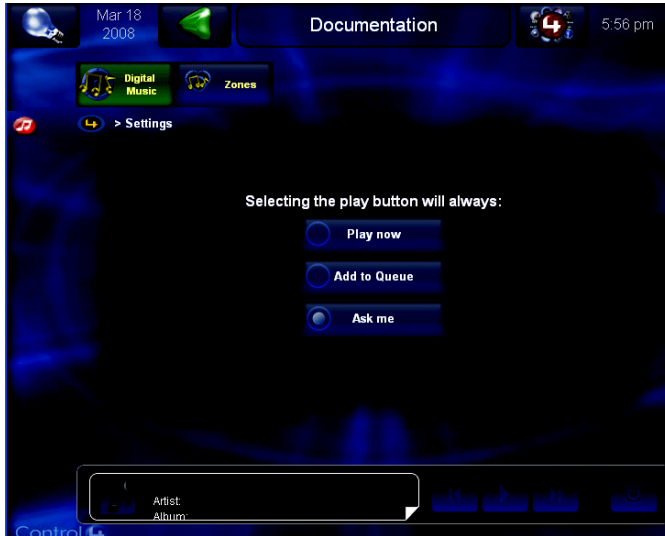 Mar 18
2008
Documentation
5:56 pm
Digital
Music
Zones
> Settings
Selecting the play button will always:
Play now
Add to Queue
Ask me
Artist:
Album:
Control4